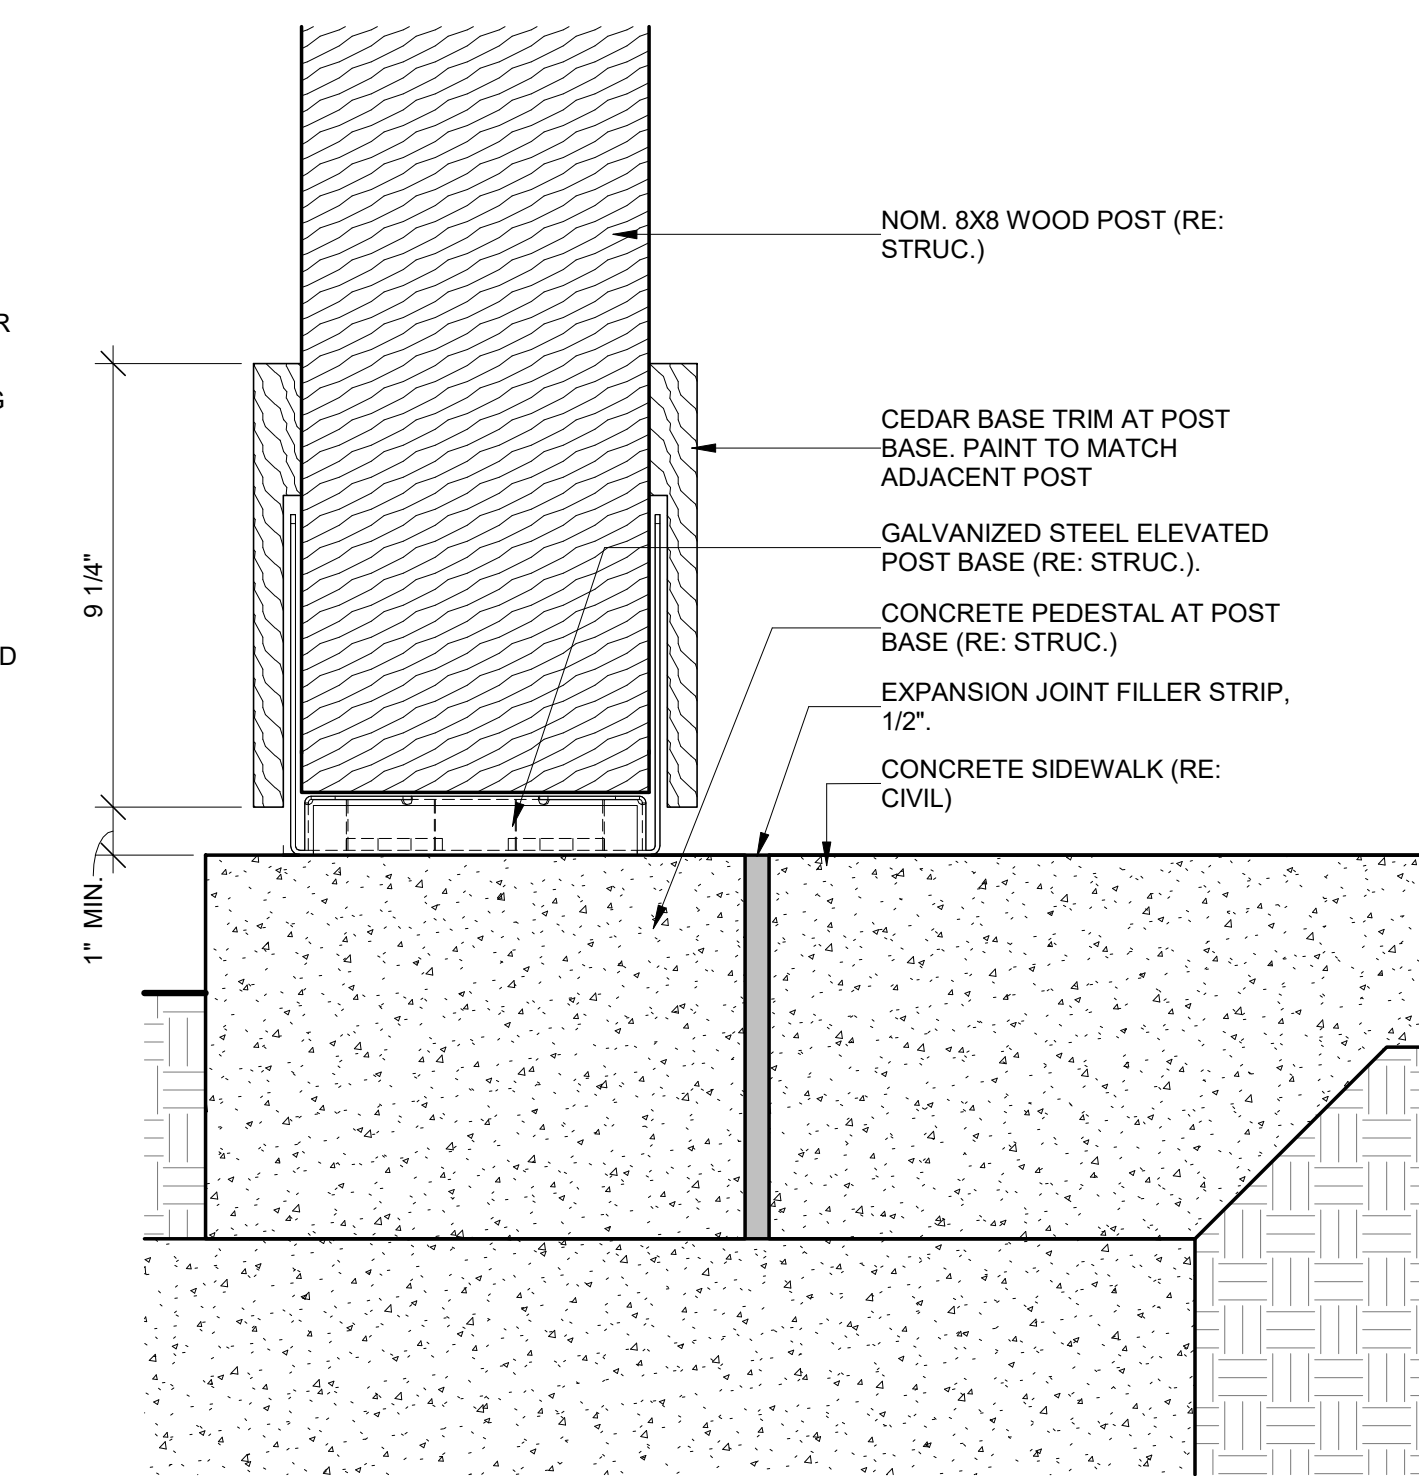 NOM. 8X8 WOOD POST (RE:
STRUC.)
R
G
CEDAR BASE TRIM AT POST
BASE. PAINT TO MATCH
ADJACENT POST
GALVANIZED STEEL ELEVATED
POST BASE (RE: STRUC.).
9 1/4"
CONCRETE PEDESTAL AT POST
BASE (RE: STRUC.)
D
EXPANSION JOINT FILLER STRIP,
1/2".
CONCRETE SIDEWALK (RE:
CIVIL)
1" MIN.